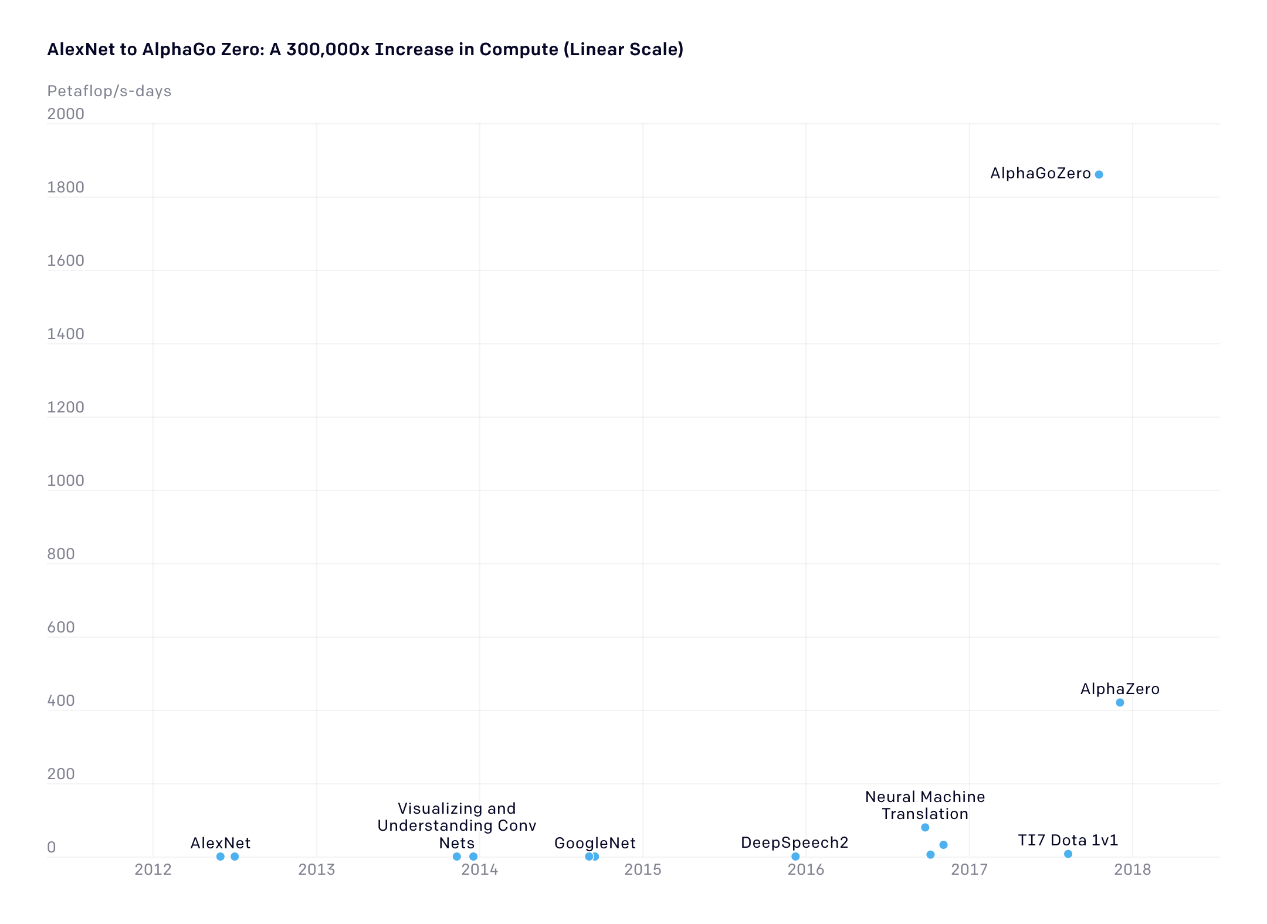 AlexNet to AlphaGo Zero: A 300,000x Increase in Compute (Linear Scale)
Petaflop/s-days
2000
AlphaGoZero
1800
1600
1400
1200
1000
800
600
AlphaZero
400
200
Neural Machine
Translation
Visualizing and
Understanding Conv
Nets
AlexNet
GoogleNet
DeepSpeech2
TI7 Dota 1v1
0
2012
2013
2014
2015
2016
2017
2018